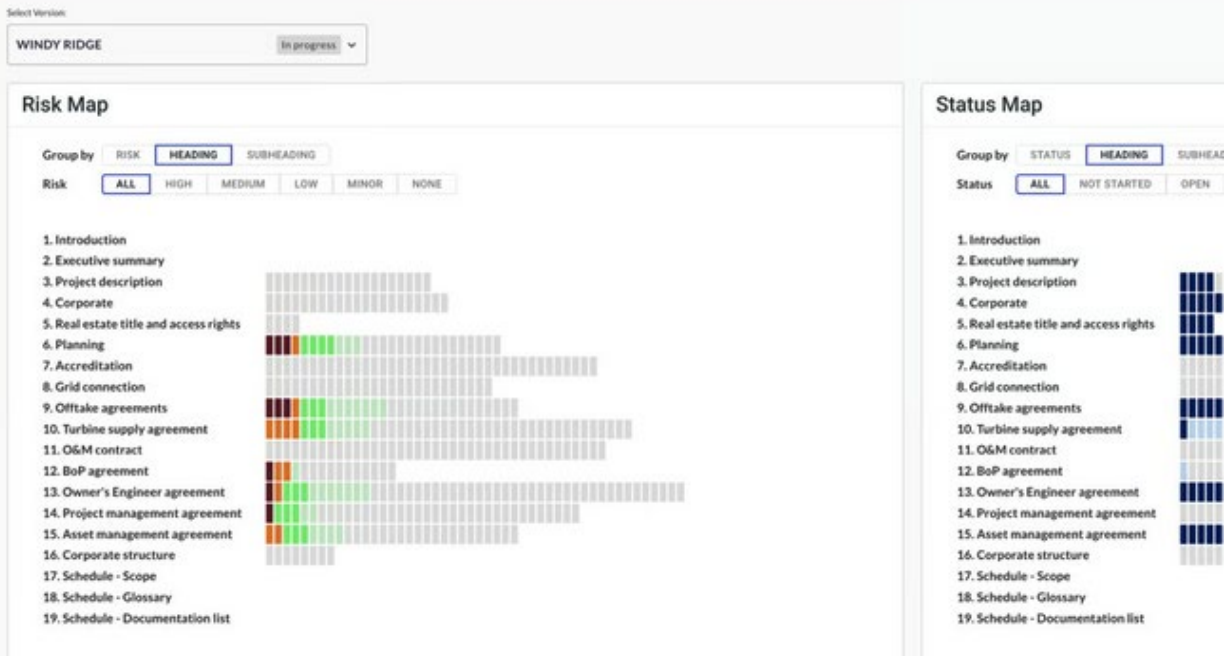 Select Version:
WINDY RIDGE In progress
Risk Map
Group by RISK HEADING SUBHEADING
Risk ALL HIGH MEDIUM LOW MINOR NONE
1. Introduction
2. Executive summary
3. Project description
4. Corporate
5. Real estate title and access rights
6. Planning
7. Accreditation
8. Grid connection
9. Offtake agreements
10. Turbine supply agreement
11. O&M contract
12. BoP agreement
13. Owner's Engineer agreement
14. Project management agreement
15. Asset management agreement
16. Corporate structure
17. Schedule - Scope
18. Schedule - Glossary
19. Schedule - Documentation list
Status Map
Group by STATUS HEADING SUBHEAD
Status ALL NOT STARTED OPEN
1. Introduction
2. Executive summary
3. Project description
4. Corporate
5. Real estate title and access rights
6. Planning
7. Accreditation
8. Grid connection
9. Offtake agreements
10. Turbine supply agreement
11. O&M contract
12. BoP agreement
13. Owner's Engineer agreement
14. Project management agreement
15. Asset management agreement
16. Corporate structure
17. Schedule - Scope
18. Schedule - Glossary
19. Schedule - Documentation list